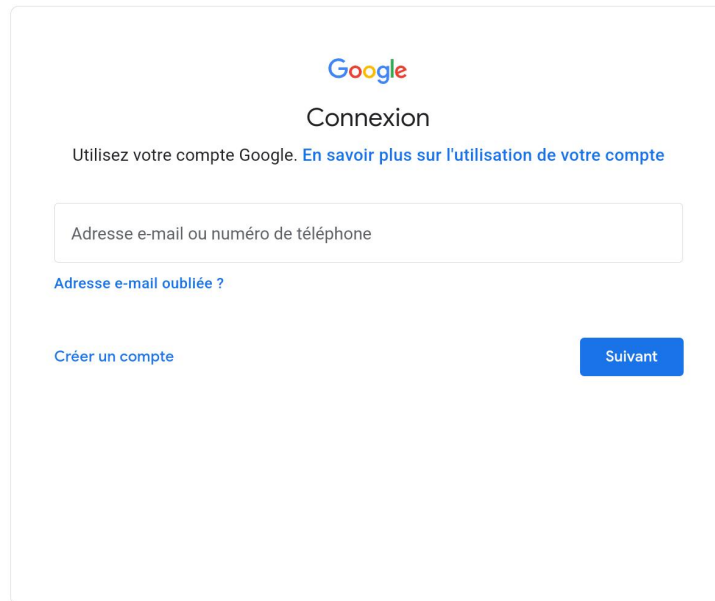 Google
Connexion
Utilisez votre compte Google. En savoir plus sur l'utilisation de votre compte
Adresse e-mail ou numéro de téléphone
Adresse e-mail oubliée ?
Créer un compte
Suivant